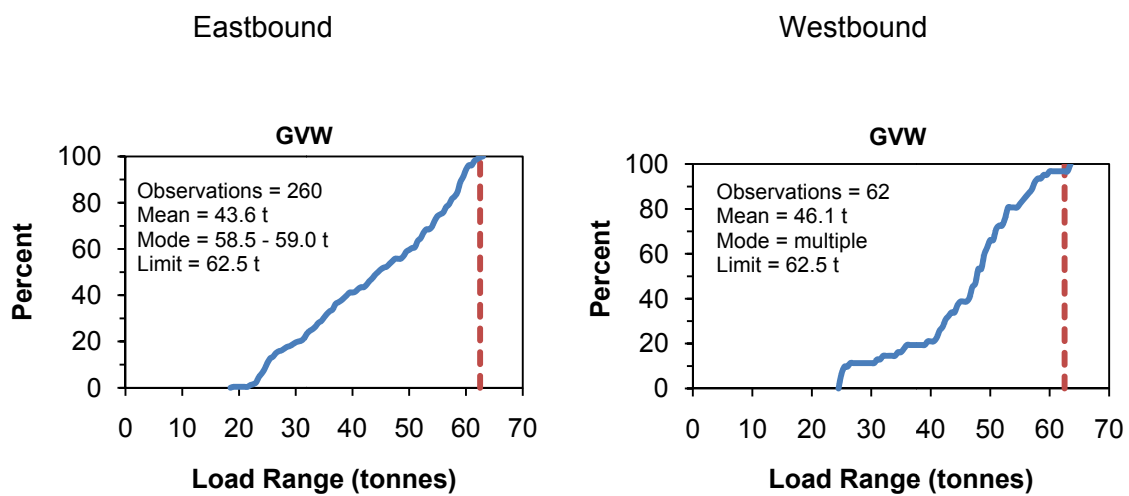 Eastbound
Westbound
GVW
Observations = 260
Mean = 43.6 t
Mode = 58.5 - 59.0 t
Limit = 62.5 t
Percent
100
80
60
40
20
0
0 10 20 30 40 50 60 70
Load Range (tonnes)
GVW
Observations = 62
Mean = 46.1 t
Mode = multiple
Limit = 62.5 t
Percent
100
80
60
40
20
0
0 10 20 30 40 50 60 70
Load Range (tonnes)